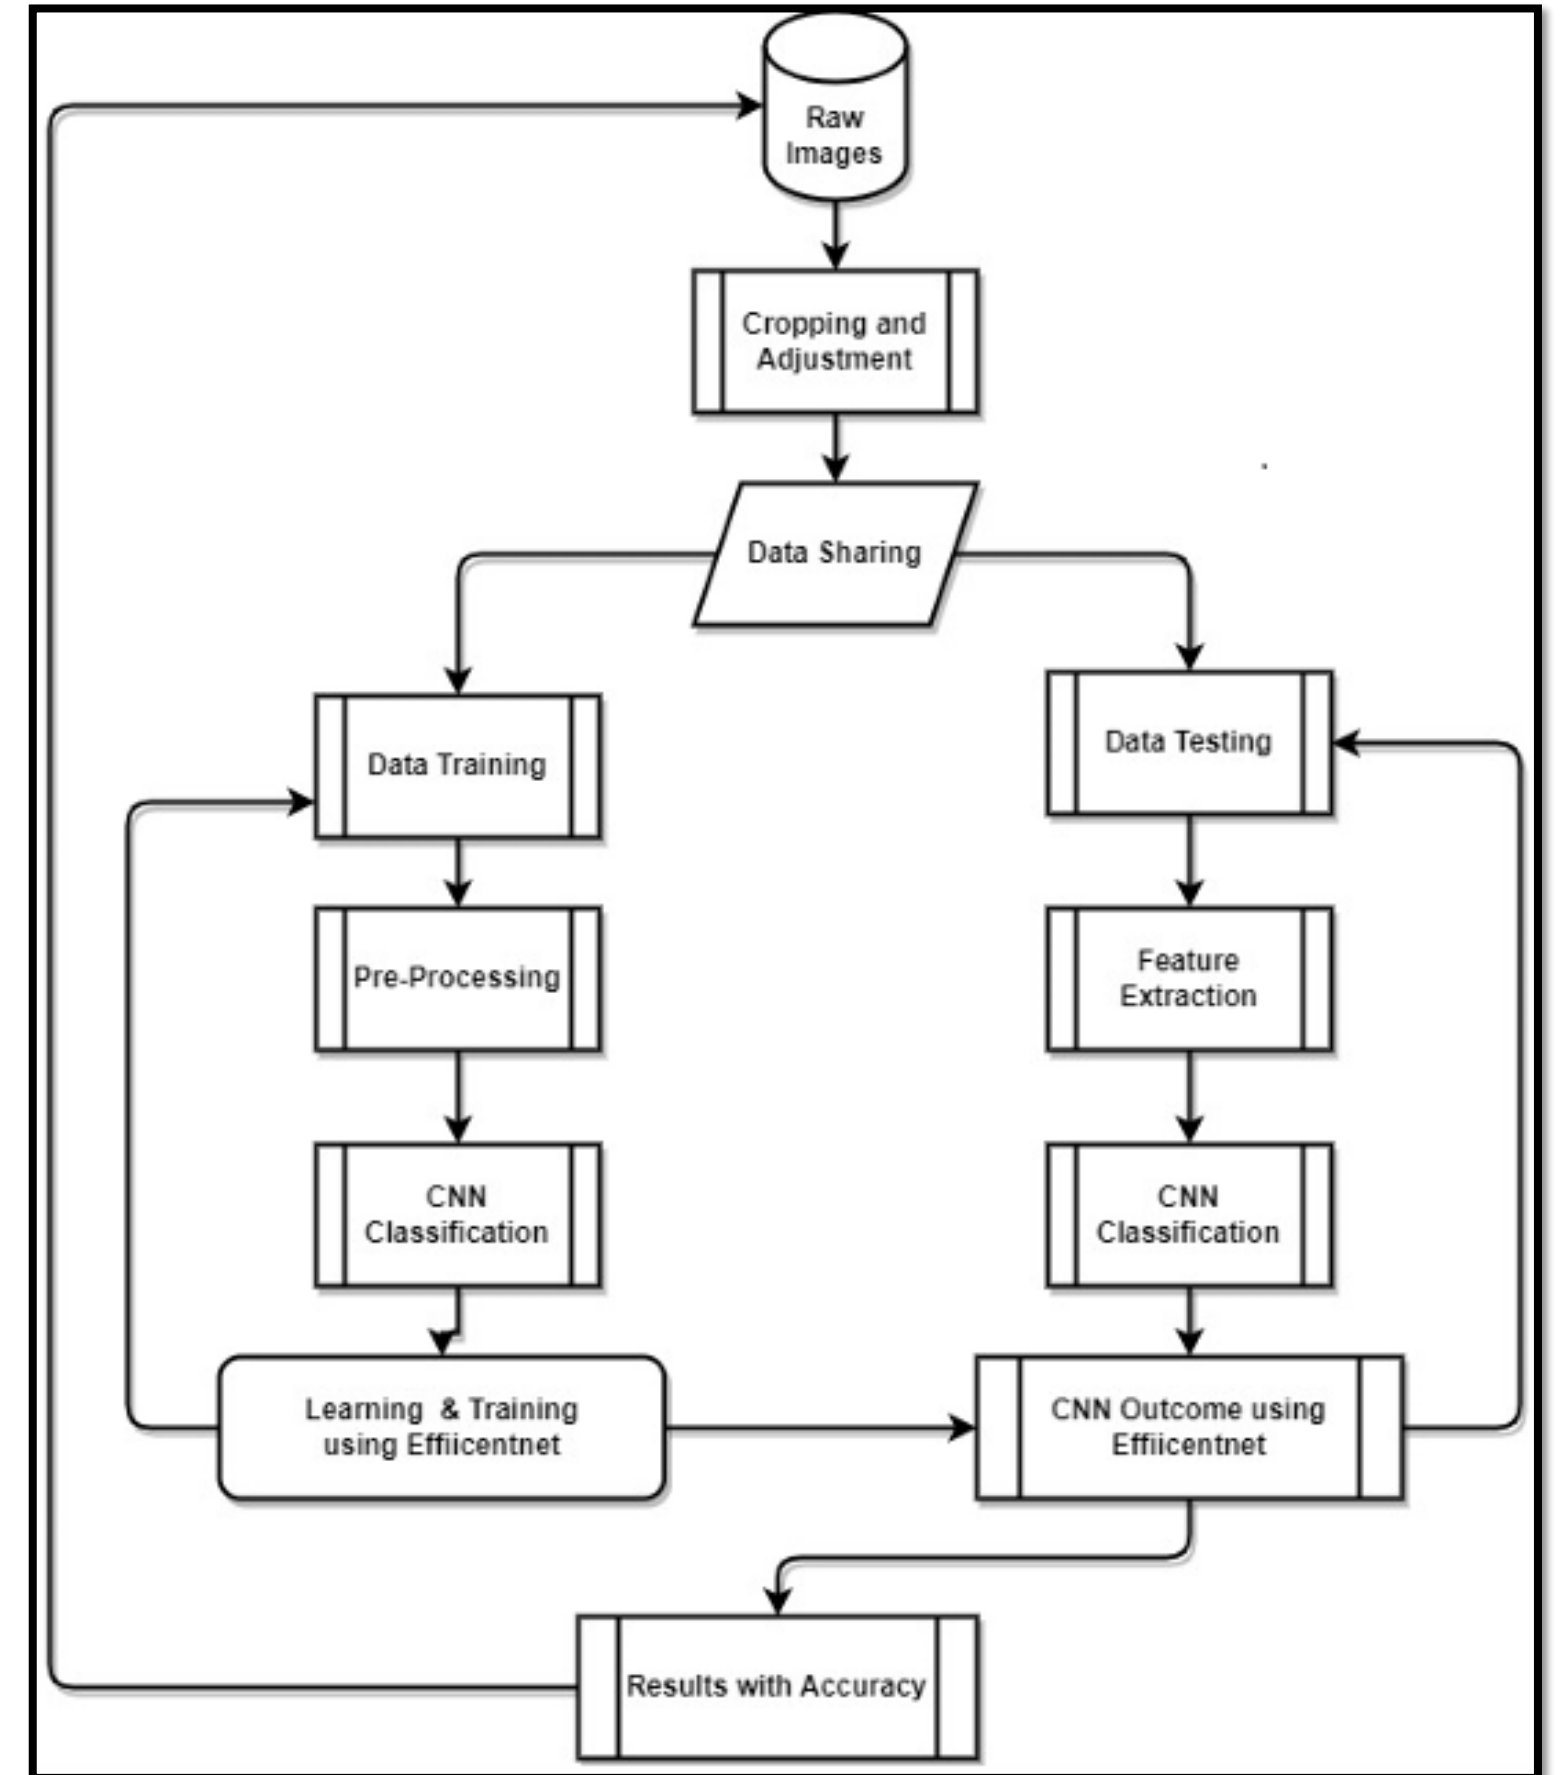 Raw
Images
Cropping and
Adjustment
Data Sharing
Data Training
Data Testing
Pre-Processing
Feature
Extraction
CNN
Classification
CNN
Classification
Learning & Training
using Effiicentnet
CNN Outcome using
Effiicentnet
Results with Accuracy